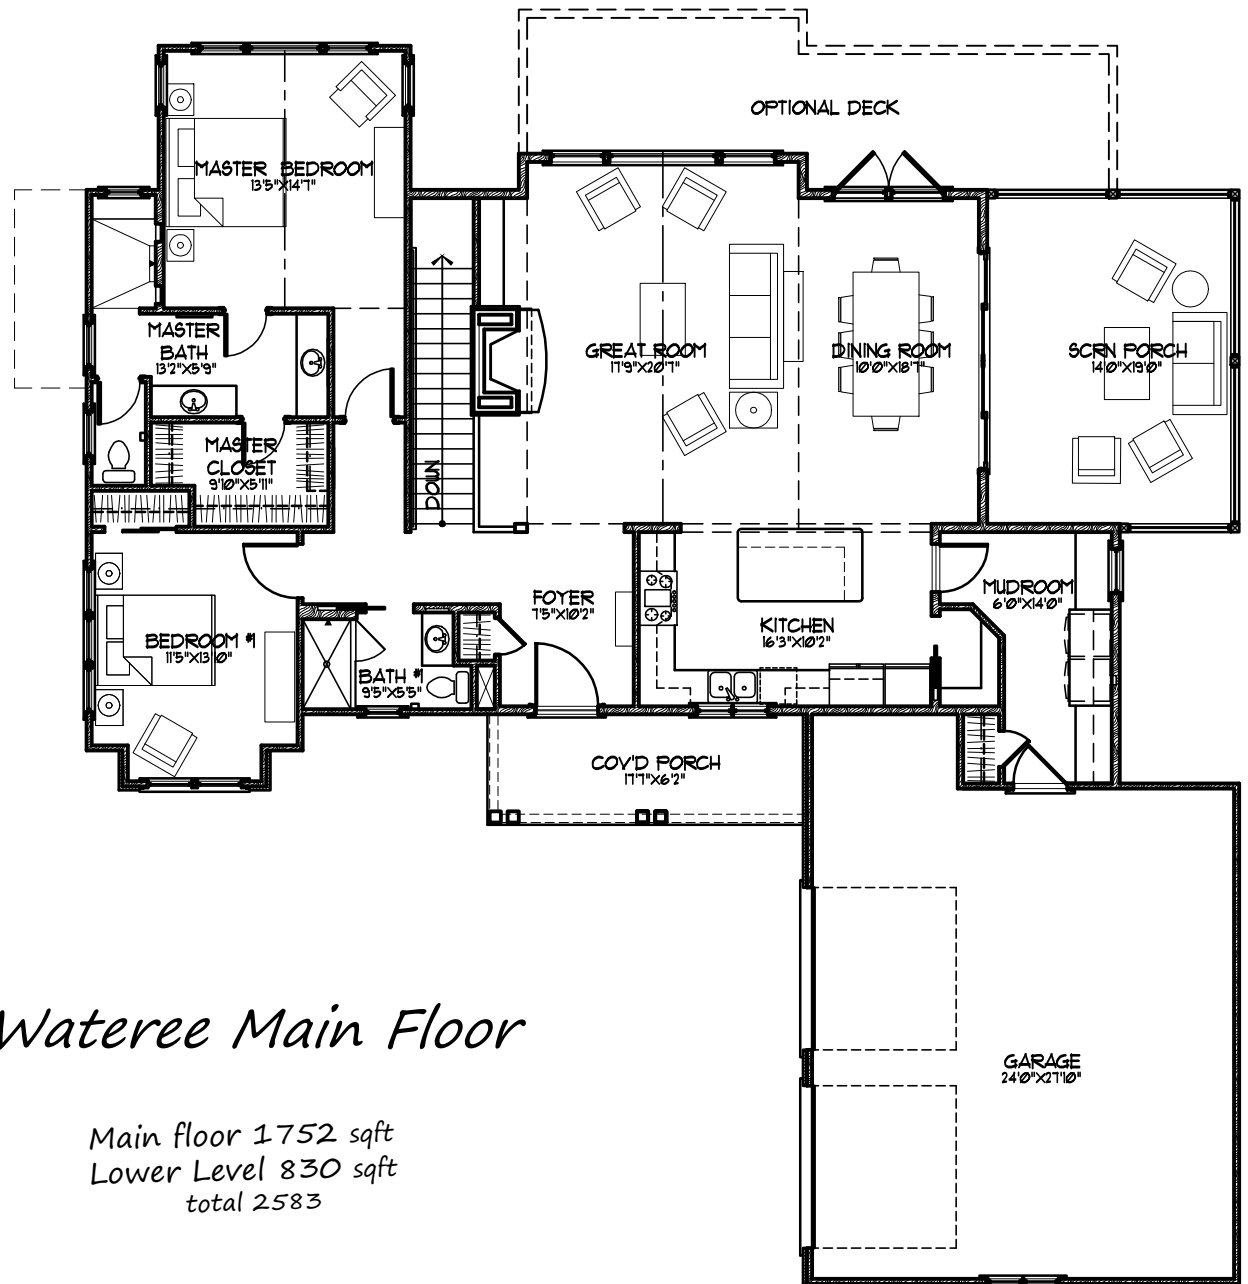 OPTIONAL DECK
MASTER BEDROOM
13'5"X14'7"
MASTER
BATH
13'2"X5'9"
GREAT ROOM
17'9"X20'7"
DINING ROOM
10'0"X18'7"
SCRN PORCH
14'0"X19'0"
MASTER
CLOSET
9'10"X5'11"
DOWN
MUDROOM
6'0"X14'0"
FOYER
7'5"X10'2"
KITCHEN
16'3"X10'2"
BEDROOM #1
11'5"X13'10"
BATH #1
9'5"X5'5"
COV'D PORCH
17'7"X6'2"
Wateree Main Floor
GARAGE
24'0"X27'10"
Main floor 1752 sqft
Lower Level 830 sqft
total 2583